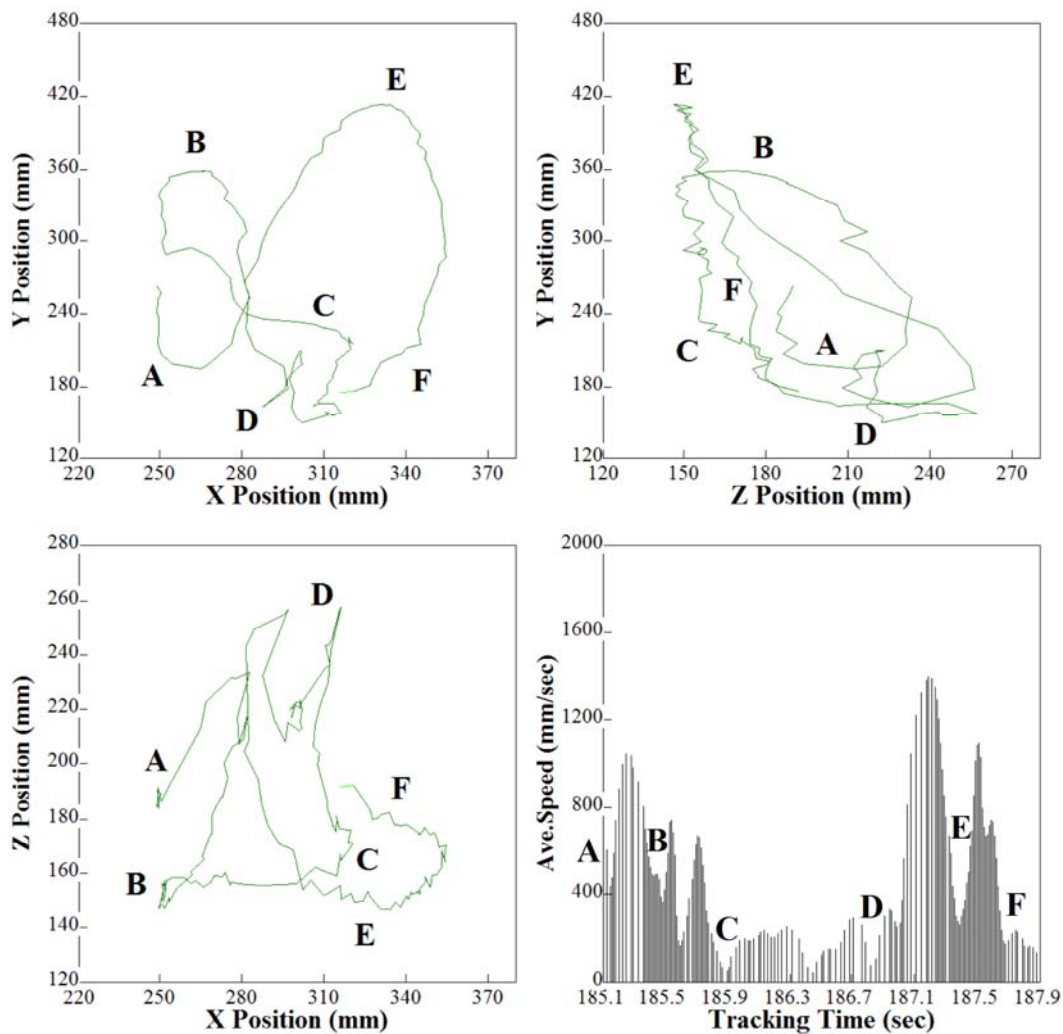 480
420
360
300
240
180
120
Y Position (mm)
220
250
280
310
340
370
X Position (mm)
A
B
C
D
E
F
480
420
360
300
240
180
120
Y Position (mm)
120
150
180
210
240
270
Z Position (mm)
E
B
F
A
C
D
280
260
240
220
200
180
160
140
120
Z Position (mm)
220
250
280
310
340
370
X Position (mm)
D
A
F
C
B
E
2000
1600
1200
800
400
0
Ave.Speed (mm/sec)
185.1
185.5
185.9
186.3
186.7
187.1
187.5
187.9
Tracking Time (sec)
A
B
C
D
E
F